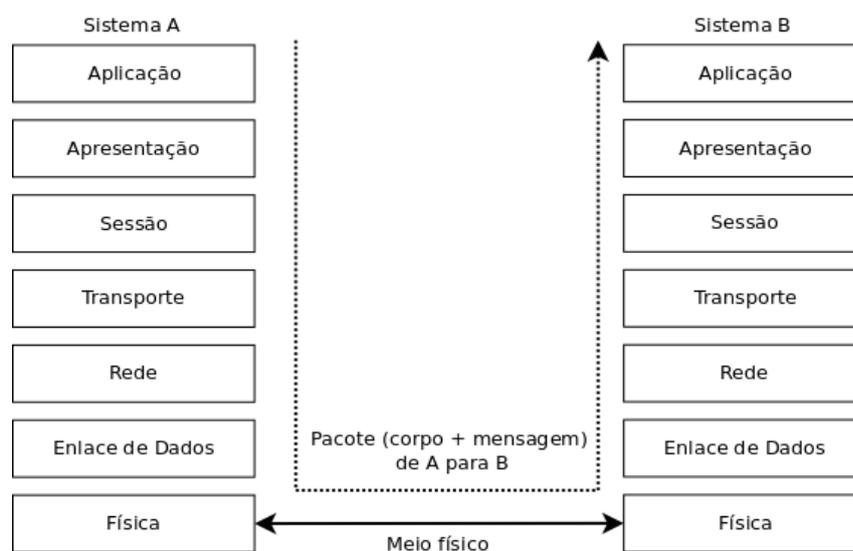 Sistema A
Sistema B
Aplicação
Aplicação
Apresentação
Apresentação
Sessão
Sessão
Transporte
Transporte
Rede
Rede
Pacote (corpo + mensagem)
de A para B
Enlace de Dados
Enlace de Dados
Física
Física
Meio físico